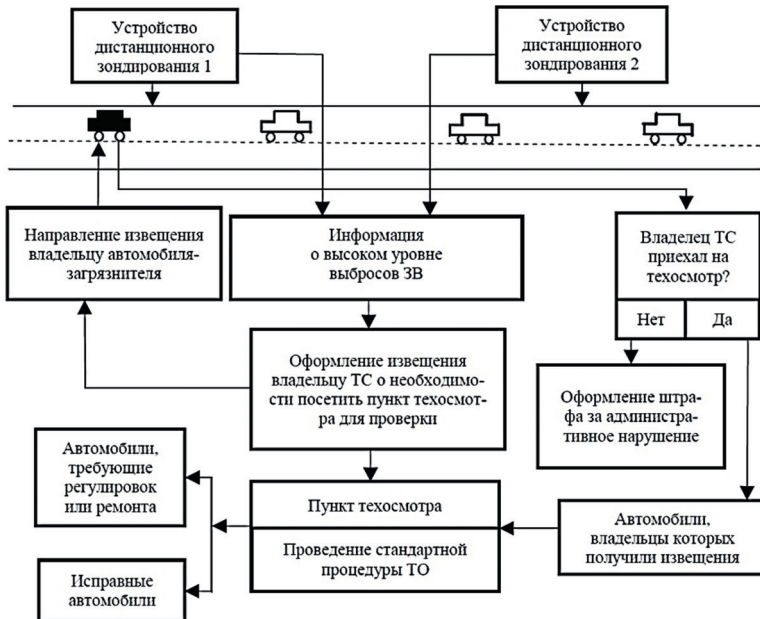 Устройство
дистанционного
зондирования 1
Устройство
дистанционного
зондирования 2
Направление извещения
владельцу автомобиля-
загрязнителя
Информация
о высоком уровне
выбросов ЗВ
Владелец ТС
приехал на
техосмотр?
Нет
Да
Оформление извещения
владельцу ТС о необходимо-
сти посетить пункт техосмот-
ра для проверки
Оформление штра-
фа за администра-
тивное нарушение
Автомобили,
требующие
регулировок
или ремонта
Пункт техосмотра
Проведение стандартной
процедуры ТО
Автомобили,
владельцы которых
получили извещения
Исправные
автомобили